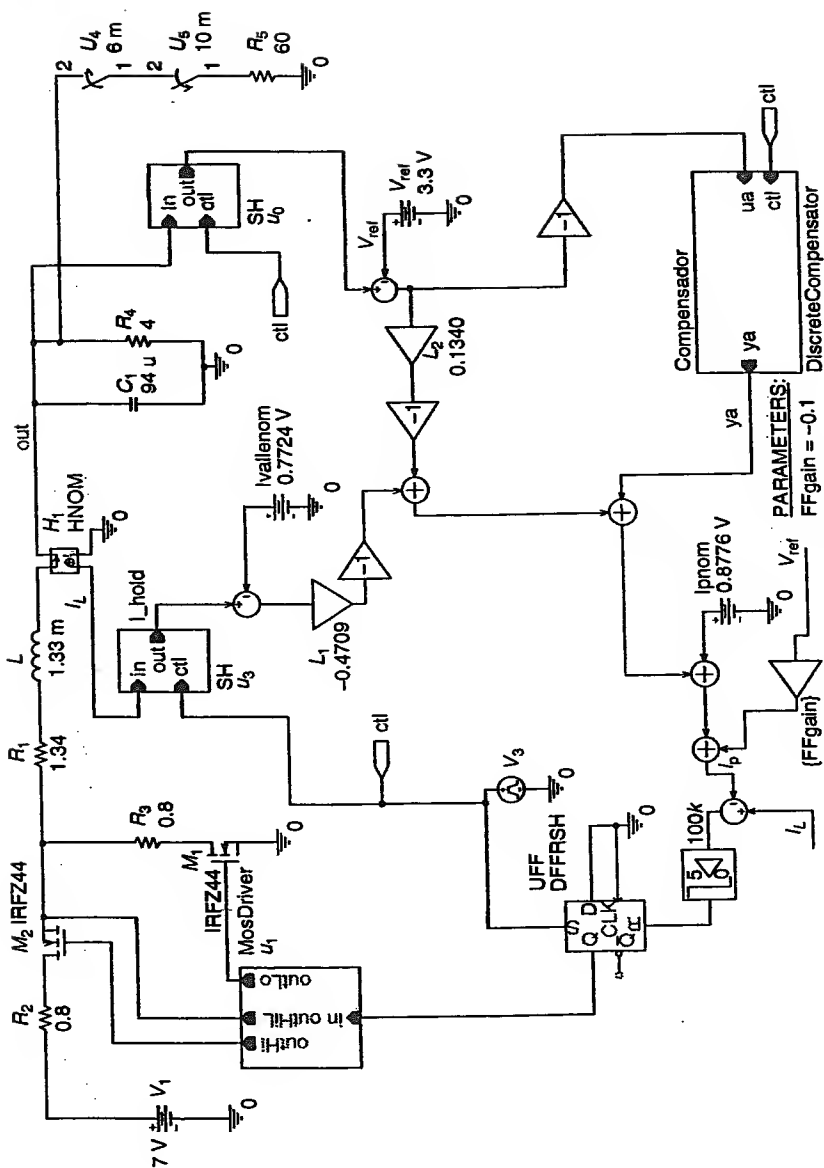 7 V
V1
0
R2
0.8
M2 IRFZ44
R3
0.8
M1
IRFZ44
0
MosDriver
u1
outHi
in outHiL
outLo
R1
1.34
L
1.33 m
H1
HNOM
0
IL
in
out
ctl
SH
u3
I_hold
Ivallenom
0.7724 V
0
L1
-0.4709
-1
out
C1
94 u
R4
4
0
in
out
ctl
SH
u0
ctl
2
U4
6 m
1
2
U5
10 m
1
R5
60
0
Vref
Vref
3.3 V
0
L2
0.1340
-1
-1
ctl
V3
0
UFF
DFFRSH
S
D
Q
CLK
Q
0
5
0
100k
IL
Ip
Ipnom
0.8776 V
0
{FFgain}
Vref
PARAMETERS:
FFgain = -0.1
ya
Compensador
ya
ua
ctl
DiscreteCompensator
ctl